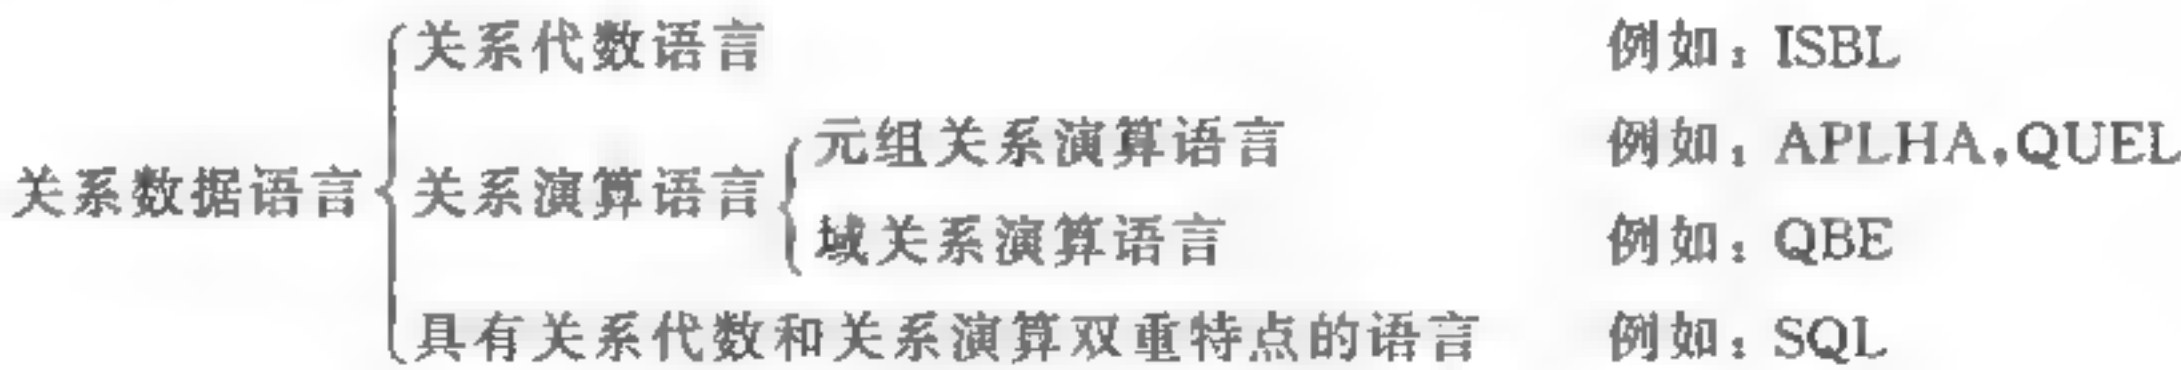 关系代数语言 例如：ISBL
元组关系演算语言 例如：APLHA,QUEL
关系数据语言 关系演算语言
域关系演算语言 例如：QBE
具有关系代数和关系演算双重特点的语言 例如：SQL